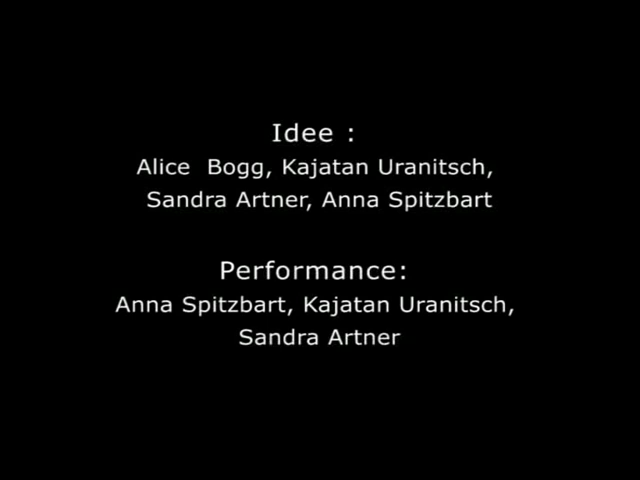 Idee :
Alice  Bogg, Kajatan Uranitsch,
Sandra Artner, Anna Spitzbart
Performance:
Anna Spitzbart, Kajatan Uranitsch,
Sandra Artner